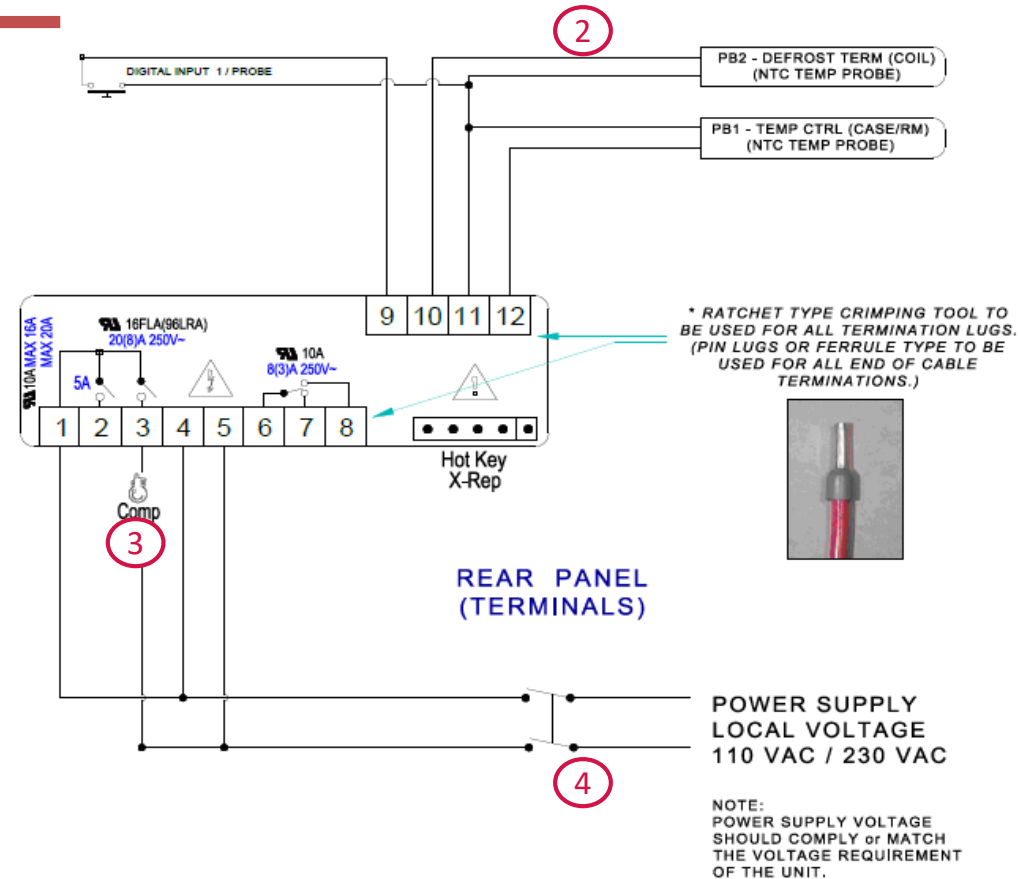 2
PB2 - DEFROST TERM (COIL)
(NTC TEMP PROBE)
DIGITAL INPUT 1 / PROBE
PB1 - TEMP CTRL (CASE/RM)
(NTC TEMP PROBE)
9 10 11 12
10A MAX 16A
MAX 20A
16FLA(96LRA)
20(8)A 250V~
5A
10A
8(3)A 250V~
1 2 3 4 5 6 7 8
Hot Key
X-Rep
* RATCHET TYPE CRIMPING TOOL TO
BE USED FOR ALL TERMINATION LUGS.
(PIN LUGS OR FERRULE TYPE TO BE
USED FOR ALL END OF CABLE
TERMINATIONS.)
Comp
3
REAR PANEL
(TERMINALS)
POWER SUPPLY
LOCAL VOLTAGE
110 VAC / 230 VAC
4
NOTE:
POWER SUPPLY VOLTAGE
SHOULD COMPLY or MATCH
THE VOLTAGE REQUIREMENT
OF THE UNIT.